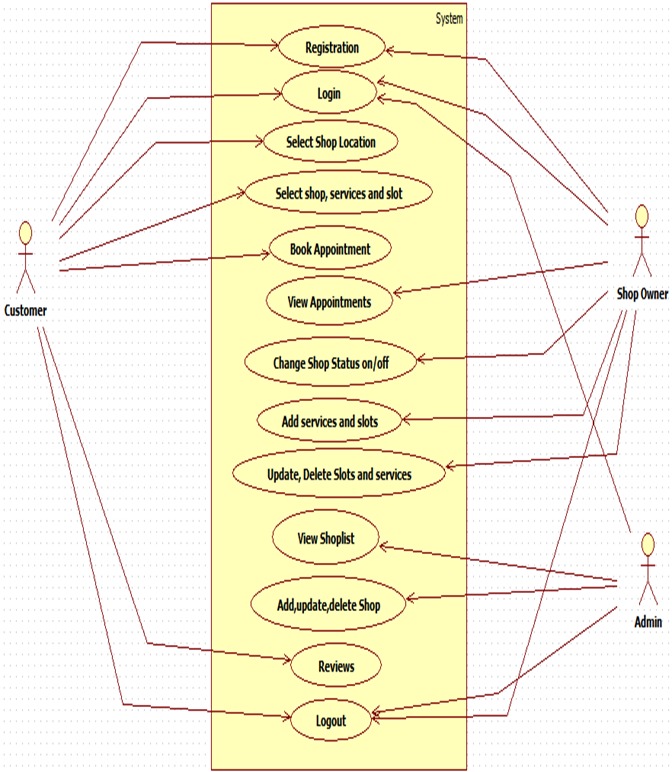 System
Registration
Login
Select Shop Location
Select shop, services and slot
Book Appointment
View Appointments
Customer
Shop Owner
Change Shop Status on/off
Add services and slots
Update, Delete Slots and services
View Shoplist
Add,update,delete Shop
Admin
Reviews
Logout